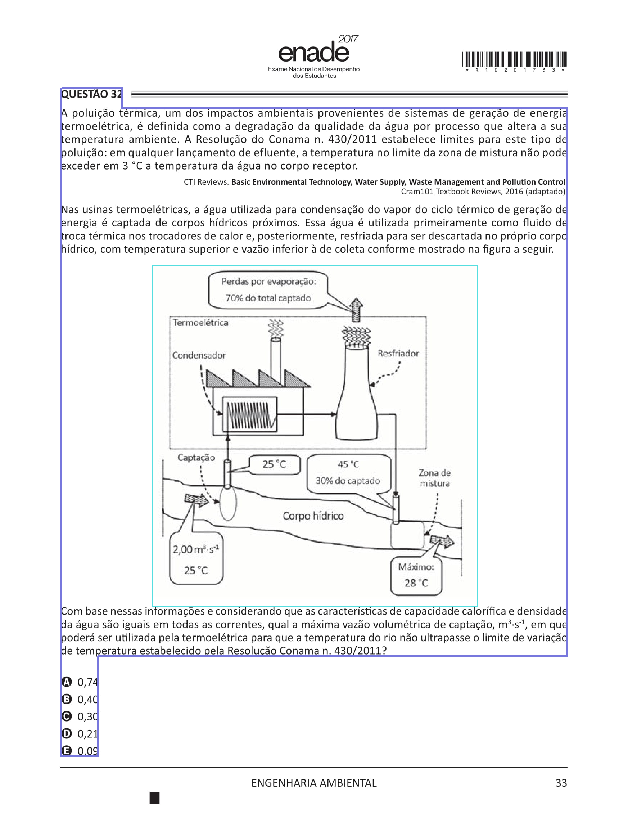 2017
enade
Exame Nacional de Desempenho
dos Estudantes
*R1020175 3*
QUESTÃO 32
A poluição térmica, um dos impactos ambientais provenientes de sistemas de geração de energia
termoelétrica, é definida como a degradação da qualidade da água por processo que altera a sua
temperatura ambiente. A Resolução do Conama n. 430/2011 estabelece limites para este tipo de
poluição: em qualquer lançamento de efluente, a temperatura no limite da zona de mistura não pode
exceder em 3 °C a temperatura da água no corpo receptor.
CTI Reviews. Basic Environmental Technology, Water Supply, Waste Management and Pollution Control.
Cram101 Textbook Reviews, 2016 (adaptado).
Nas usinas termoelétricas, a água utilizada para condensação do vapor do ciclo térmico de geração de
energia é captada de corpos hídricos próximos. Essa água é utilizada primeiramente como fluido de
troca térmica nos trocadores de calor e, posteriormente, resfriada para ser descartada no próprio corpo
hídrico, com temperatura superior e vazão inferior à de coleta conforme mostrado na figura a seguir.
Perdas por evaporação:
70% do total captado
Termoelétrica
Condensador
Resfriador
Captação
25 °C
45 °C
30% do captado
Zona de
mistura
Corpo hídrico
2,00 m³·s⁻¹
25 °C
Máximo:
28 °C
Com base nessas informações e considerando que as características de capacidade calorífica e densidade
da água são iguais em todas as correntes, qual a máxima vazão volumétrica de captação, m³·s⁻¹, em que
poderá ser utilizada pela termoelétrica para que a temperatura do rio não ultrapasse o limite de variação
de temperatura estabelecido pela Resolução Conama n. 430/2011?
A 0,74
B 0,40
C 0,30
D 0,21
E 0,09
ENGENHARIA AMBIENTAL 33